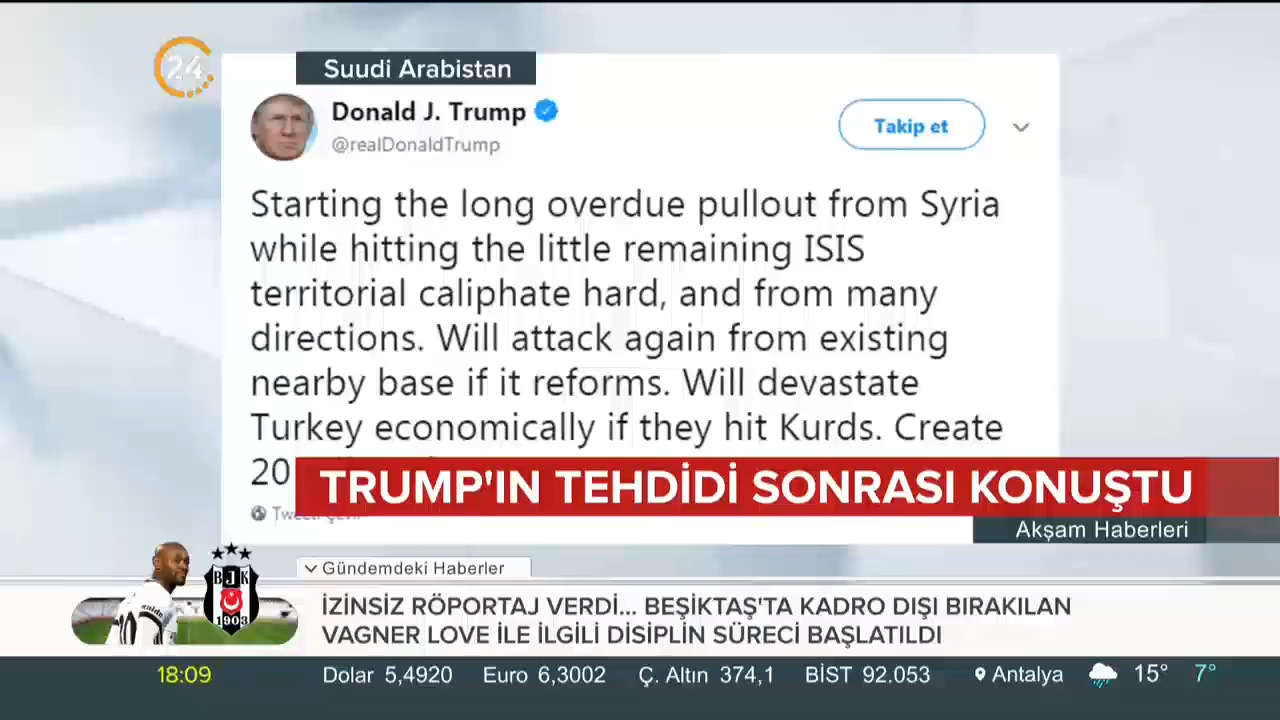 24
Suudi Arabistan
Donald J. Trump
@realDonaldTrump
Takip et
Starting the long overdue pullout from Syria
while hitting the little remaining ISIS
territorial caliphate hard, and from many
directions. Will attack again from existing
nearby base if it reforms. Will devastate
Turkey economically if they hit Kurds. Create
20
TRUMP'IN TEHDİDİ SONRASI KONUŞTU
Akşam Haberleri
Gündemdeki Haberler
BJK
1903
10
İZİNSİZ RÖPORTAJ VERDİ... BEŞİKTAŞ'TA KADRO DIŞI BIRAKILAN
VAGNER LOVE İLE İLGİLİ DİSİPLİN SÜRECİ BAŞLATILDI
18:09 Dolar 5,4920 Euro 6,3002 Ç. Altın 374,1 BİST 92.053 Antalya 15° 7°